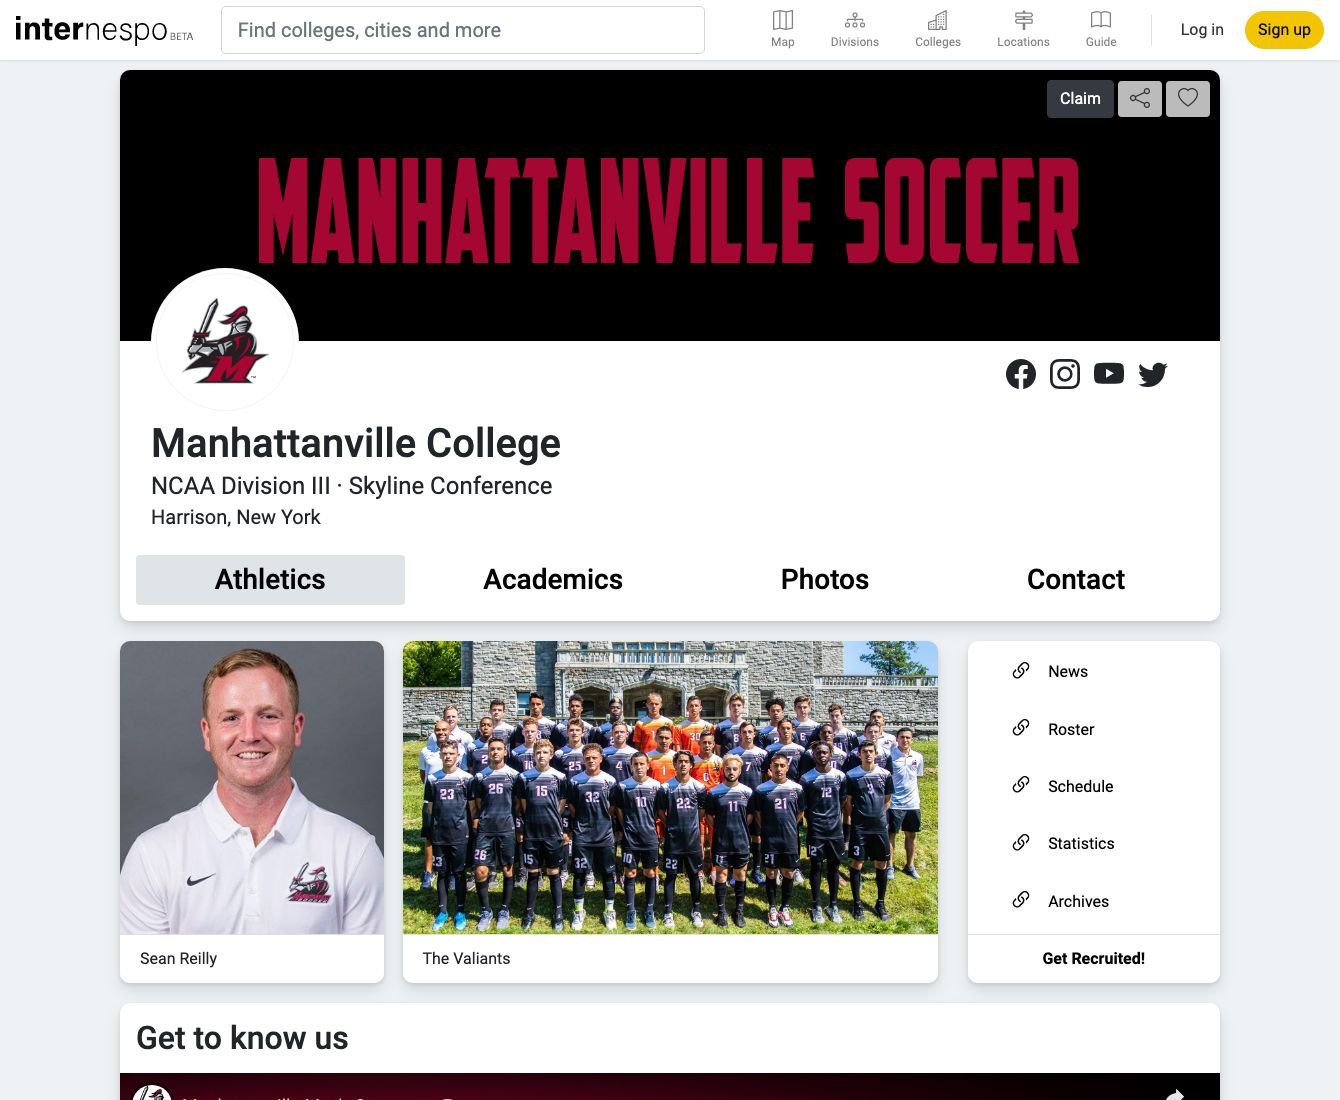 internespo BETA
Find colleges, cities and more
Map
Divisions
Colleges
Locations
Guide
Log in
Sign up
Claim
MANHATTANVILLE SOCCER
M
Manhattanville College
NCAA Division III · Skyline Conference
Harrison, New York
Athletics
Academics
Photos
Contact
Sean Reilly
The Valiants
News
Roster
Schedule
Statistics
Archives
Get Recruited!
Get to know us